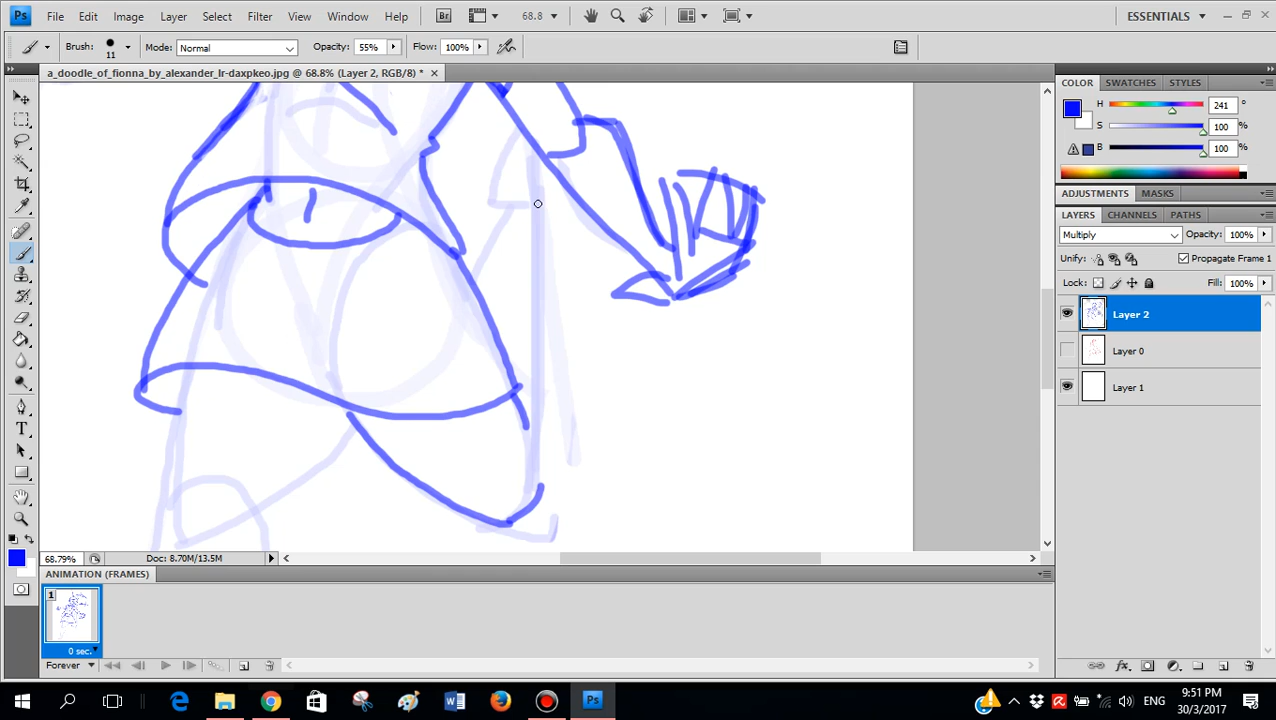 Ps File Edit Image Layer Select Filter View Window Help Br 68.8 ESSENTIALS
Brush: 11 Mode: Normal Opacity: 55% Flow: 100%
a_doodle_of_fionna_by_alexander_lr-daxpkeo.jpg @ 68.8% (Layer 2, RGB/8) *
COLOR SWATCHES STYLES
H 241 °
S 100 %
B 100 %
ADJUSTMENTS MASKS
LAYERS CHANNELS PATHS
Multiply Opacity: 100%
Unify: Propagate Frame 1
Lock: Fill: 100%
Layer 2
Layer 0
Layer 1
68.79% Doc: 8.70M/13.5M
ANIMATION (FRAMES)
1
0 sec.
Forever
Ps ENG 9:51 PM
30/3/2017